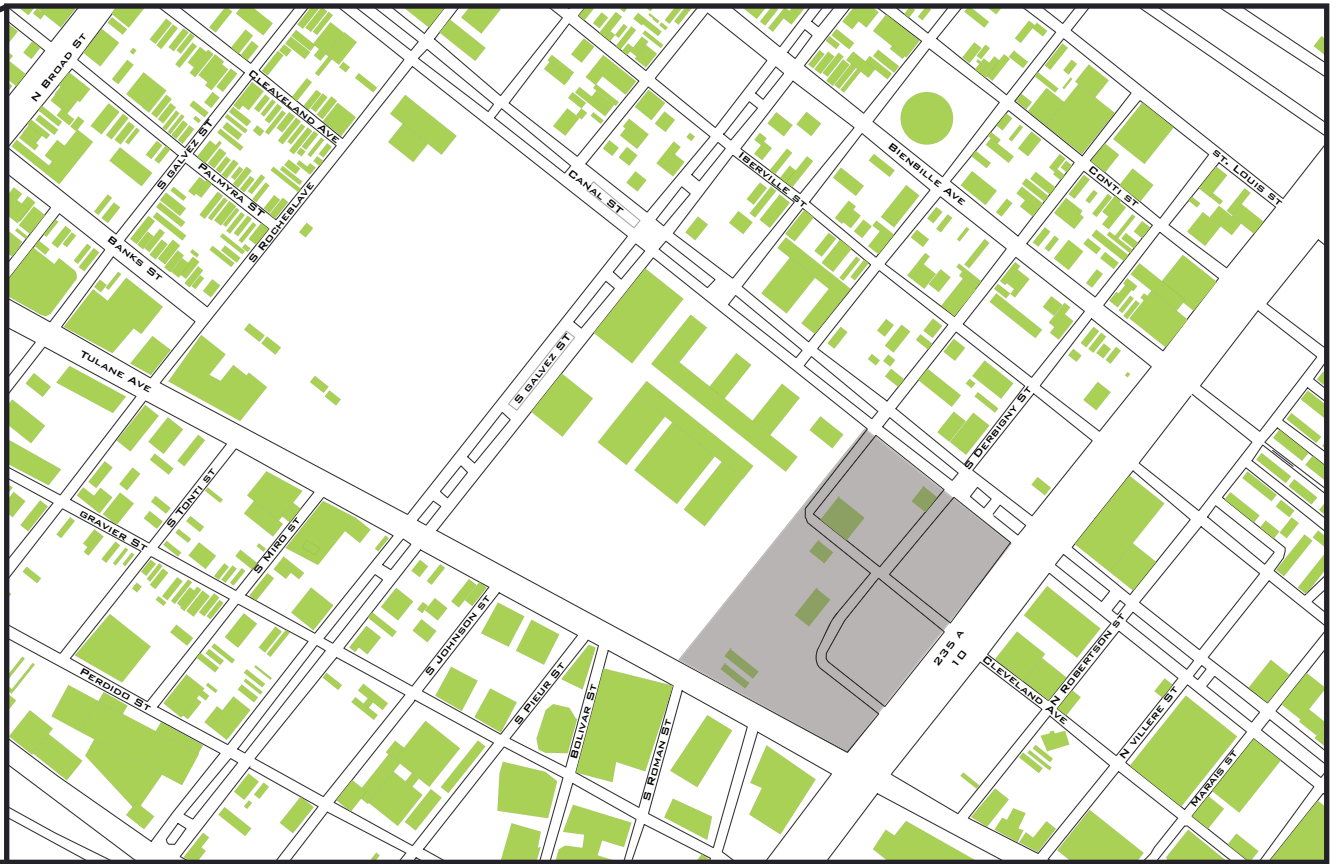 N BROAD ST
CLEAVELAND AVE
S GALVEZ ST
PALMYRA ST
S ROCHEBLAVE
BANKS ST
TULANE AVE
CANAL ST
IBERVILLE ST
BIENBILLE AVE
CONTI ST
ST. LOUIS ST
S GALVEZ ST
S DERBIGNY ST
S TONTI ST
GRAVIER ST
S MIRO ST
S JOHNSON ST
S PIEUR ST
BOLIVAR ST
S ROMAN ST
PERDIDO ST
235 A
10
CLEVELAND AVE
N ROBERTSON ST
N VILLERE ST
MARAIS ST